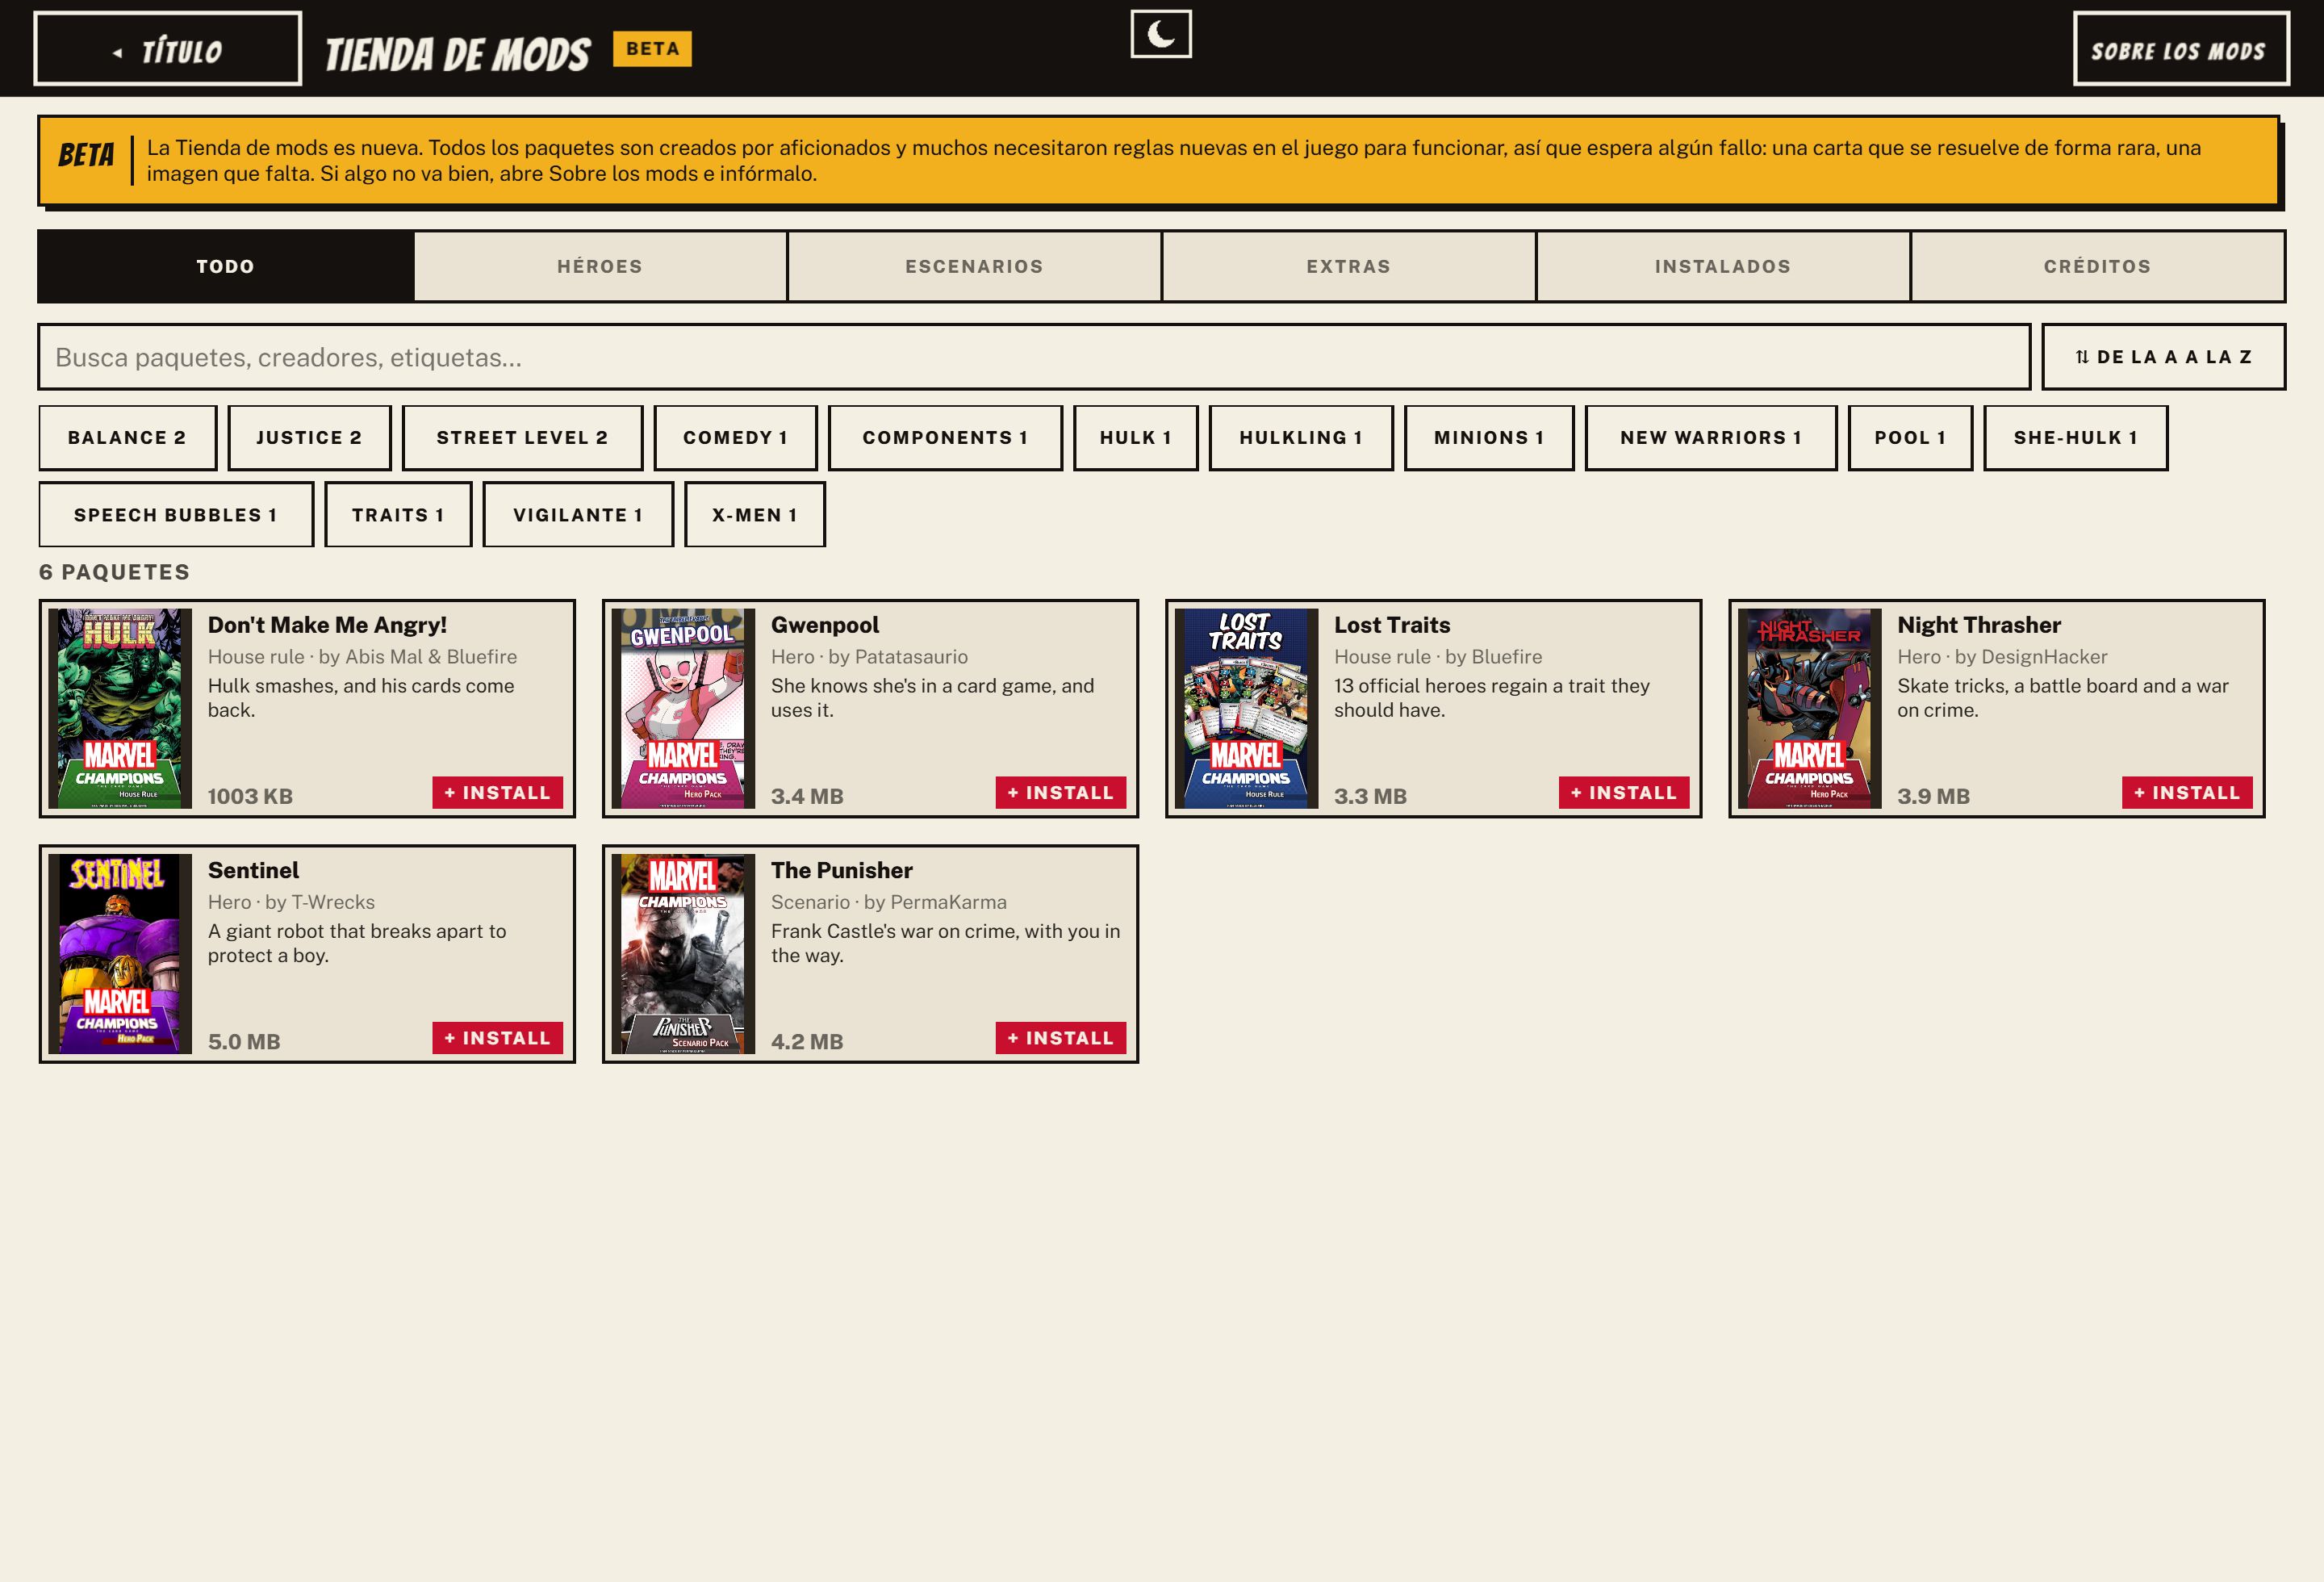 ◂ TÍTULO
TIENDA DE MODS
BETA
SOBRE LOS MODS
BETA
La Tienda de mods es nueva. Todos los paquetes son creados por aficionados y muchos necesitaron reglas nuevas en el juego para funcionar, así que espera algún fallo: una carta que se resuelve de forma rara, una
imagen que falta. Si algo no va bien, abre Sobre los mods e infórmalo.
TODO
HÉROES
ESCENARIOS
EXTRAS
INSTALADOS
CRÉDITOS
Busca paquetes, creadores, etiquetas...
⇅ DE LA A A LA Z
BALANCE 2
JUSTICE 2
STREET LEVEL 2
COMEDY 1
COMPONENTS 1
HULK 1
HULKLING 1
MINIONS 1
NEW WARRIORS 1
POOL 1
SHE-HULK 1
SPEECH BUBBLES 1
TRAITS 1
VIGILANTE 1
X-MEN 1
6 PAQUETES
HULK
MARVEL
CHAMPIONS
HOUSE RULE
Don't Make Me Angry!
House rule · by Abis Mal & Bluefire
Hulk smashes, and his cards come
back.
1003 KB
+ INSTALL
GWENPOOL
MARVEL
CHAMPIONS
HERO PACK
Gwenpool
Hero · by Patatasaurio
She knows she's in a card game, and
uses it.
3.4 MB
+ INSTALL
LOST
TRAITS
MARVEL
CHAMPIONS
HOUSE RULE
Lost Traits
House rule · by Bluefire
13 official heroes regain a trait they
should have.
3.3 MB
+ INSTALL
NIGHT
THRASHER
MARVEL
CHAMPIONS
HERO PACK
Night Thrasher
Hero · by DesignHacker
Skate tricks, a battle board and a war
on crime.
3.9 MB
+ INSTALL
SENTINEL
MARVEL
CHAMPIONS
HERO PACK
Sentinel
Hero · by T-Wrecks
A giant robot that breaks apart to
protect a boy.
5.0 MB
+ INSTALL
MARVEL
CHAMPIONS
THE
PUNISHER
SCENARIO PACK
The Punisher
Scenario · by PermaKarma
Frank Castle's war on crime, with you in
the way.
4.2 MB
+ INSTALL